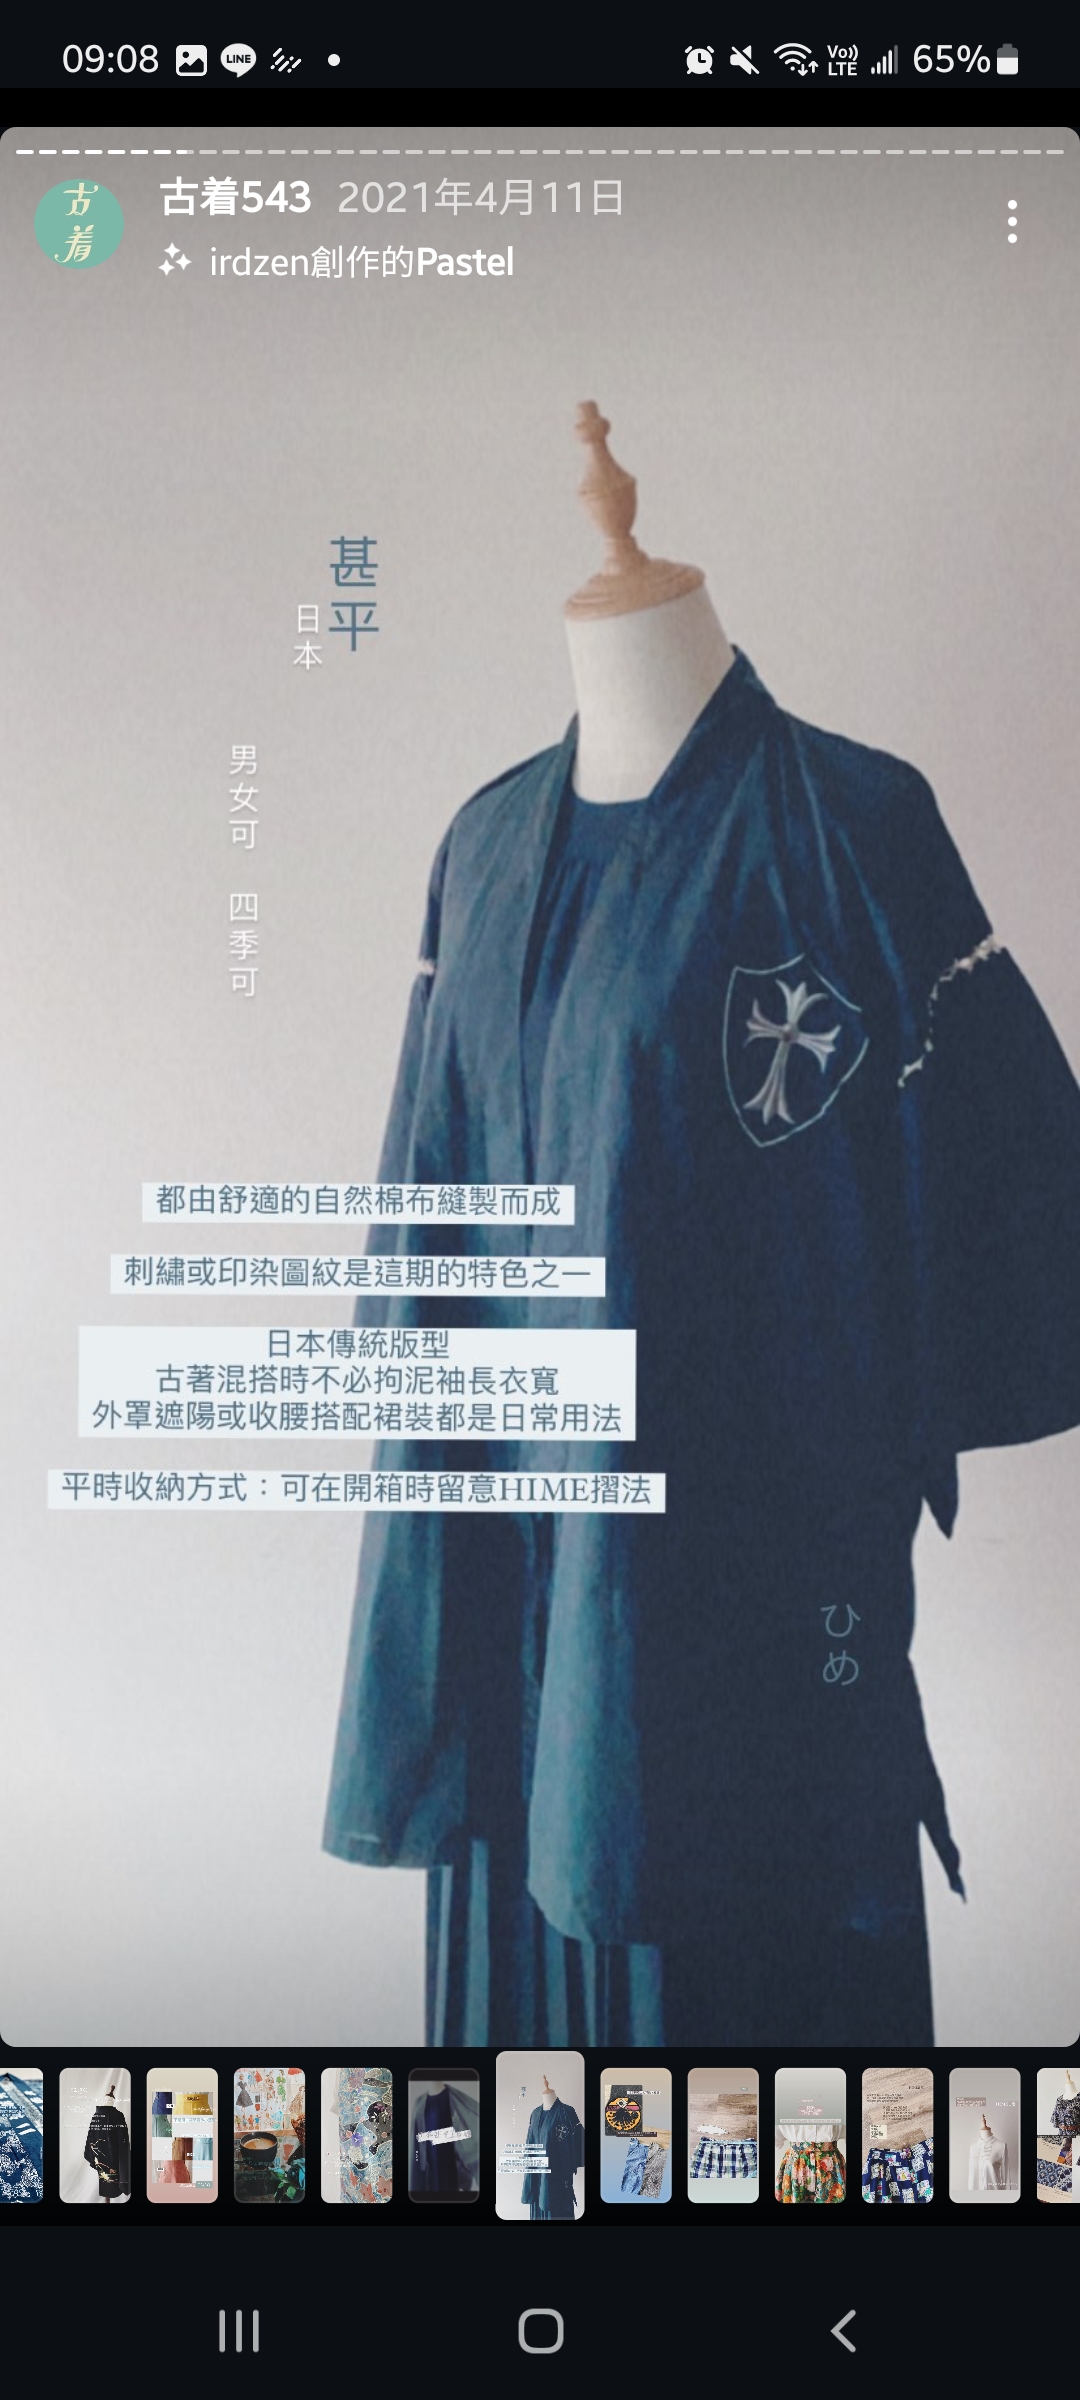 09:08
LINE
Vo)) LTE
65%
古着
古着543 2021年4月11日
irdzen創作的Pastel
甚平
日本
男女可 四季可
都由舒適的自然棉布縫製而成
刺繡或印染圖紋是這期的特色之一
日本傳統版型
古著混搭時不必拘泥袖長衣寬
外罩遮陽或收腰搭配裙裝都是日常用法
平時收納方式：可在開箱時留意HIME摺法
ひめ